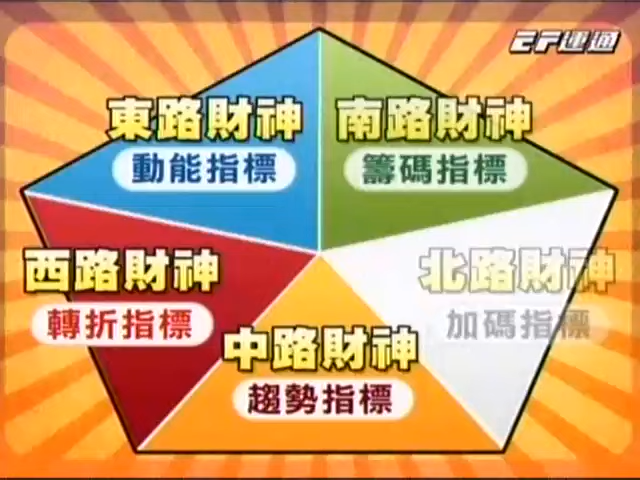 EF運通
東路財神
動能指標
南路財神
籌碼指標
西路財神
轉折指標
北路財神
加碼指標
中路財神
趨勢指標